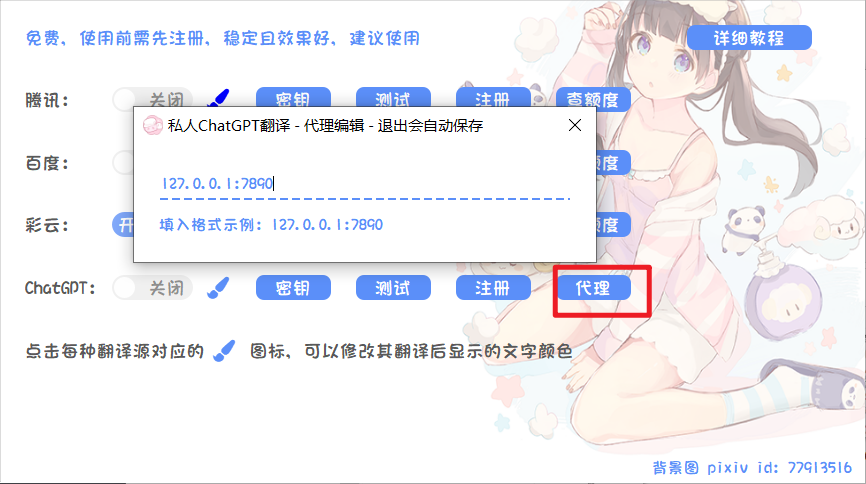 免费, 使用前需先注册, 稳定且效果好, 建议使用
详细教程
腾讯: 关闭 密钥 测试 注册 查额度
私人ChatGPT翻译 - 代理编辑 - 退出会自动保存
百度: 额度
127.0.0.1:7890
彩云: 开 额度
填入格式示例: 127.0.0.1:7890
ChatGPT: 关闭 密钥 测试 注册 代理
点击每种翻译源对应的 图标, 可以修改其翻译后显示的文字颜色
背景图 pixiv id: 77913516